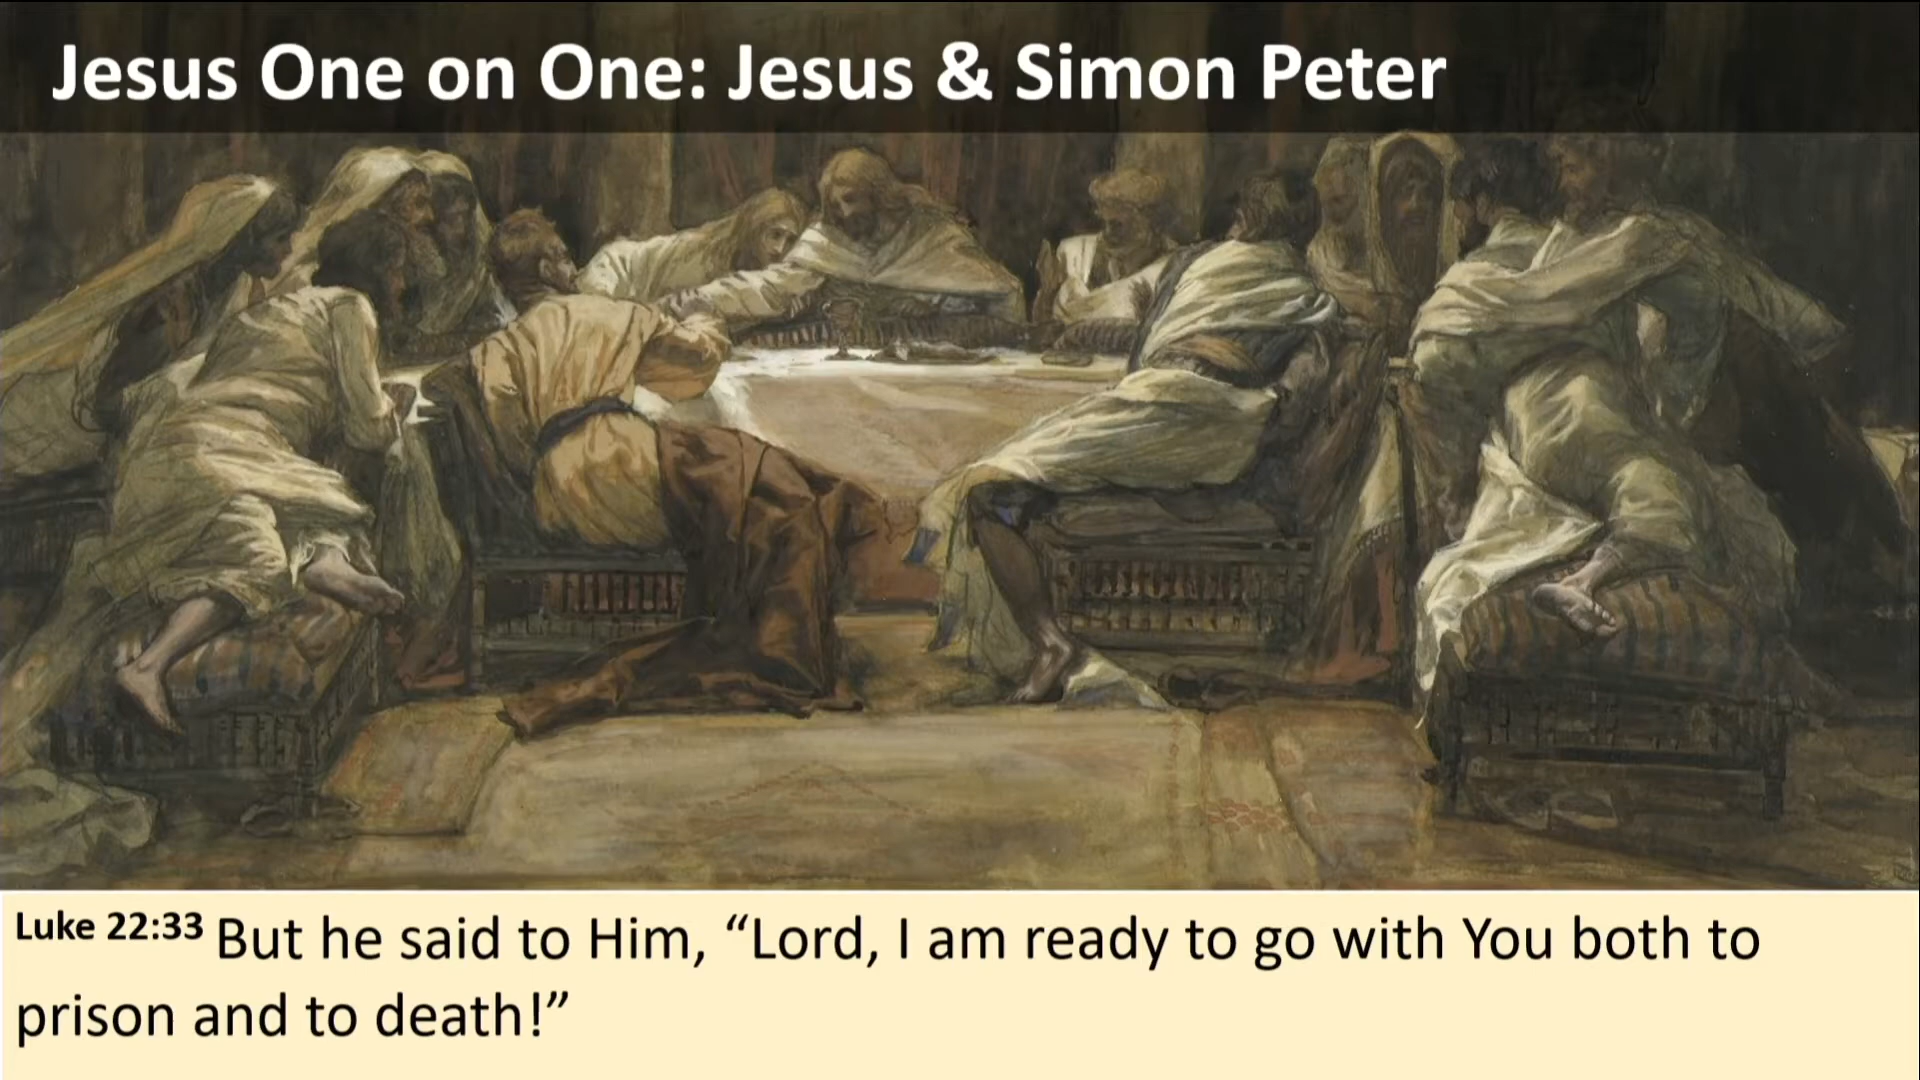 Jesus One on One: Jesus & Simon Peter
Luke 22:33 But he said to Him, “Lord, I am ready to go with You both to
prison and to death!”